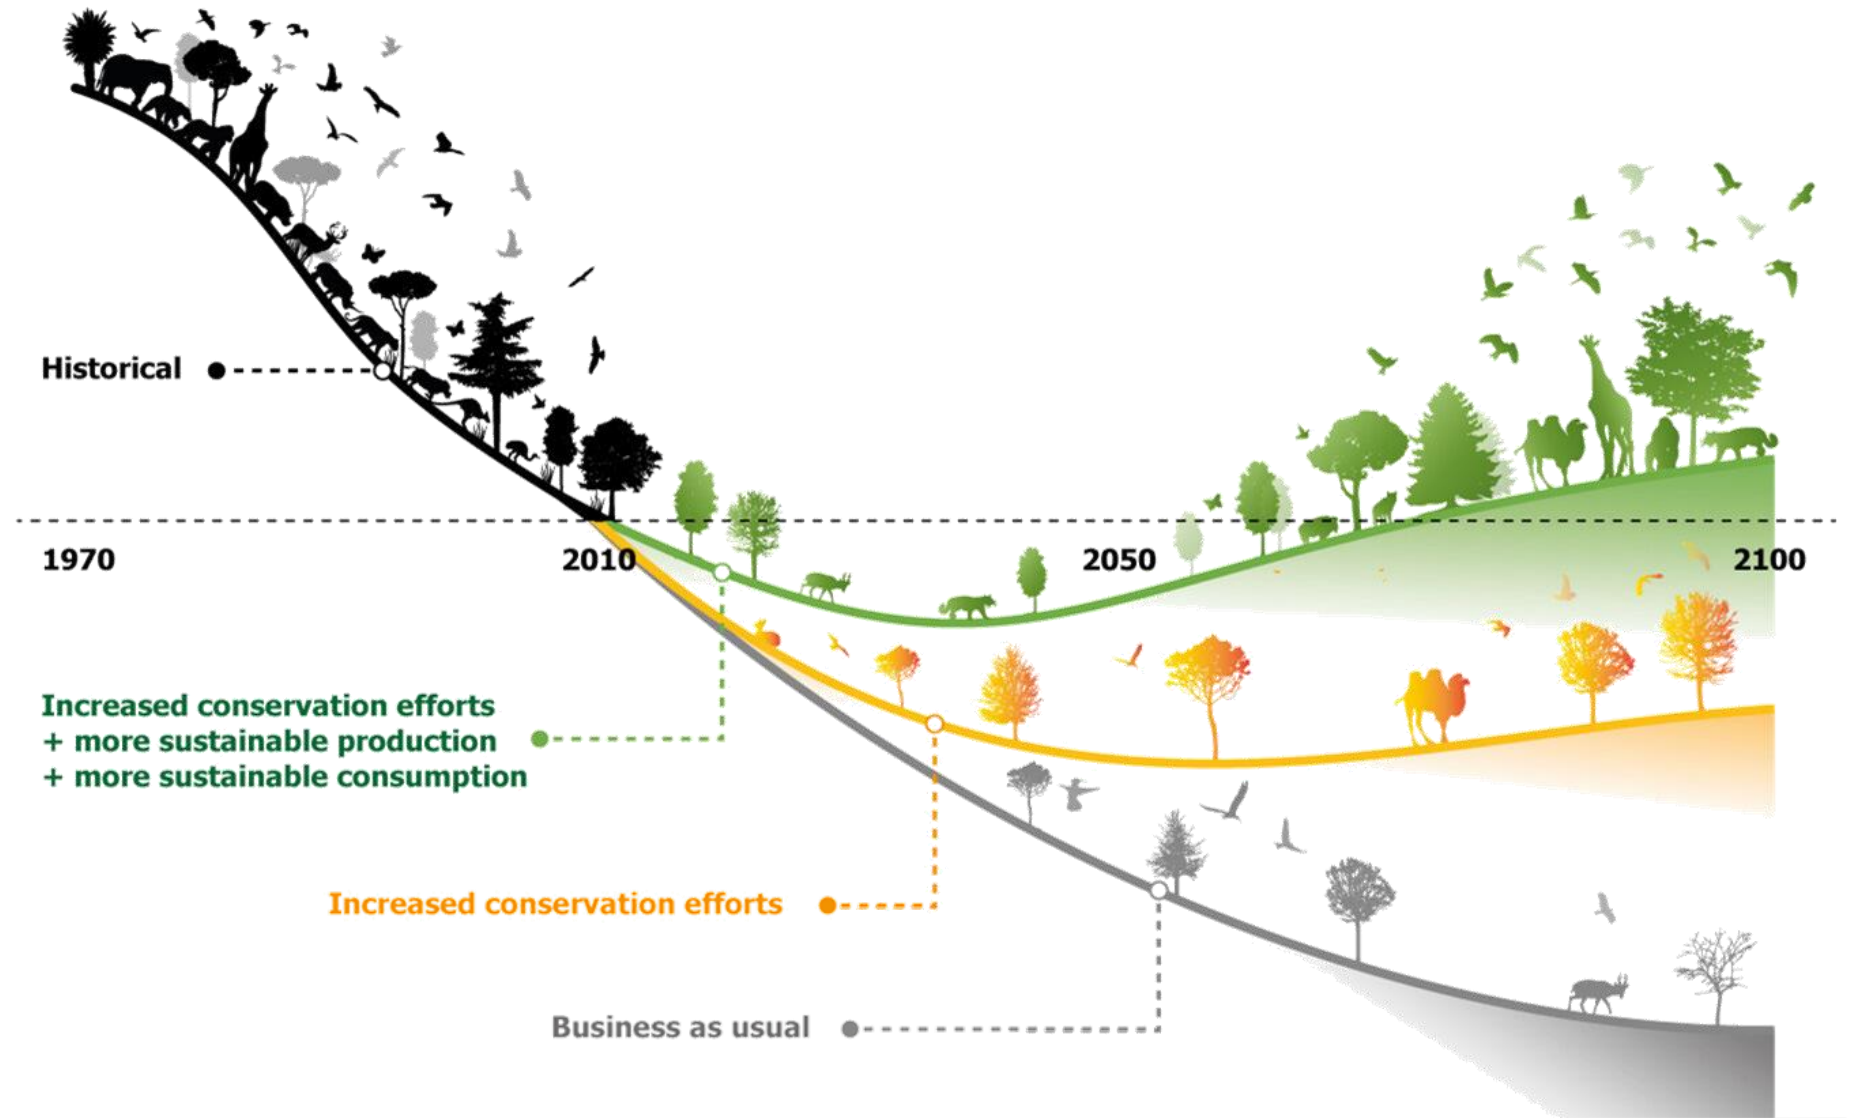 Historical
1970
2010
2050
2100
Increased conservation efforts
+ more sustainable production
+ more sustainable consumption
Increased conservation efforts
Business as usual